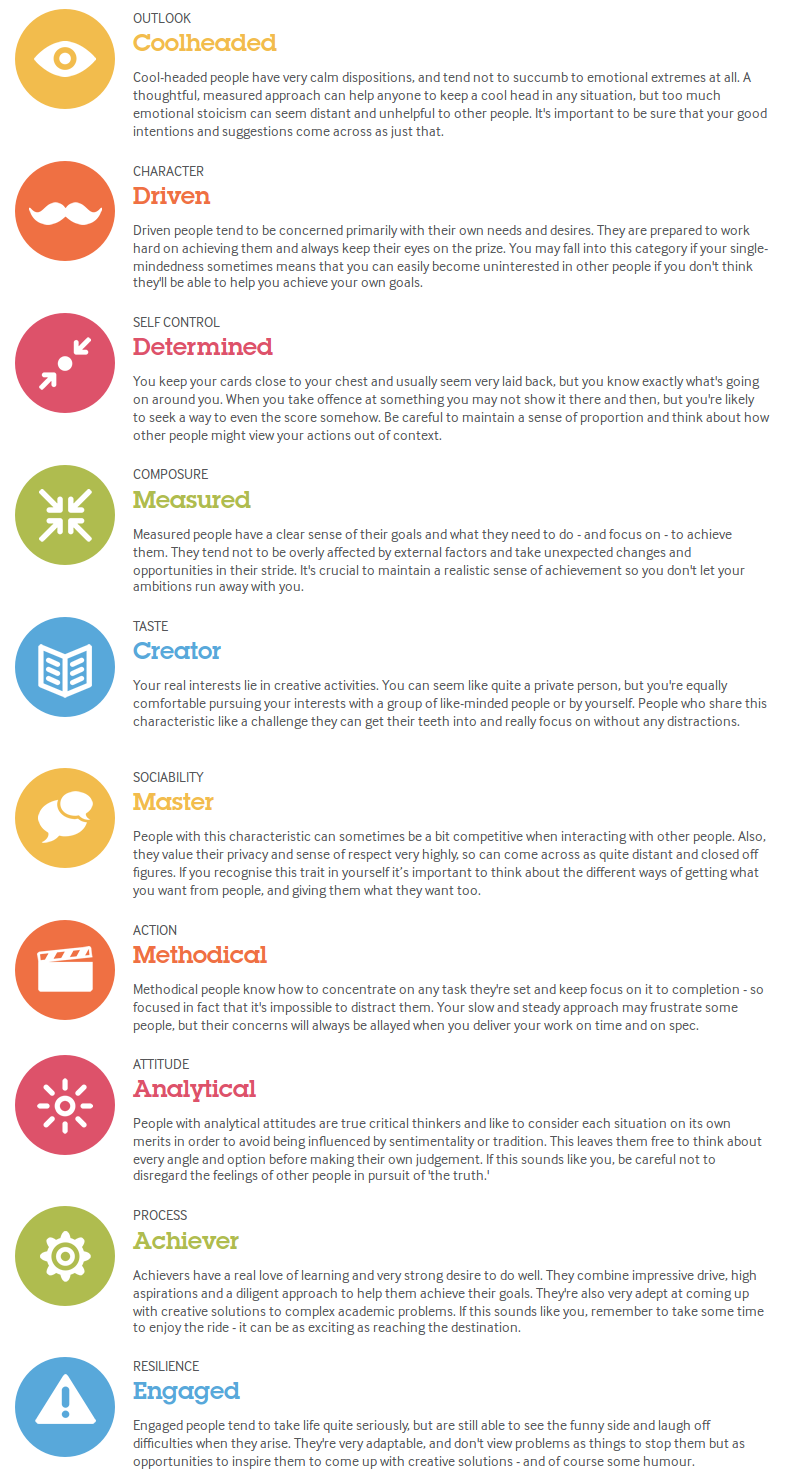 OUTLOOK
Coolheaded
Cool-headed people have very calm dispositions, and tend not to succumb to emotional extremes at all. A
thoughtful, measured approach can help anyone to keep a cool head in any situation, but too much
emotional stoicism can seem distant and unhelpful to other people. It's important to be sure that your good
intentions and suggestions come across as just that.
CHARACTER
Driven
Driven people tend to be concerned primarily with their own needs and desires. They are prepared to work
hard on achieving them and always keep their eyes on the prize. You may fall into this category if your single-
mindedness sometimes means that you can easily become uninterested in other people if you don't think
they'll be able to help you achieve your own goals.
SELF CONTROL
Determined
You keep your cards close to your chest and usually seem very laid back, but you know exactly what's going
on around you. When you take offence at something you may not show it there and then, but you're likely
to seek a way to even the score somehow. Be careful to maintain a sense of proportion and think about how
other people might view your actions out of context.
COMPOSURE
Measured
Measured people have a clear sense of their goals and what they need to do - and focus on - to achieve
them. They tend not to be overly affected by external factors and take unexpected changes and
opportunities in their stride. It's crucial to maintain a realistic sense of achievement so you don't let your
ambitions run away with you.
TASTE
Creator
Your real interests lie in creative activities. You can seem like quite a private person, but you're equally
comfortable pursuing your interests with a group of like-minded people or by yourself. People who share this
characteristic like a challenge they can get their teeth into and really focus on without any distractions.
SOCIABILITY
Master
People with this characteristic can sometimes be a bit competitive when interacting with other people. Also,
they value their privacy and sense of respect very highly, so can come across as quite distant and closed off
figures. If you recognise this trait in yourself it’s important to think about the different ways of getting what
you want from people, and giving them what they want too.
ACTION
Methodical
Methodical people know how to concentrate on any task they're set and keep focus on it to completion - so
focused in fact that it's impossible to distract them. Your slow and steady approach may frustrate some
people, but their concerns will always be allayed when you deliver your work on time and on spec.
ATTITUDE
Analytical
People with analytical attitudes are true critical thinkers and like to consider each situation on its own
merits in order to avoid being influenced by sentimentality or tradition. This leaves them free to think about
every angle and option before making their own judgement. If this sounds like you, be careful not to
disregard the feelings of other people in pursuit of 'the truth.'
PROCESS
Achiever
Achievers have a real love of learning and very strong desire to do well. They combine impressive drive, high
aspirations and a diligent approach to help them achieve their goals. They're also very adept at coming up
with creative solutions to complex academic problems. If this sounds like you, remember to take some time
to enjoy the ride - it can be as exciting as reaching the destination.
RESILIENCE
Engaged
Engaged people tend to take life quite seriously, but are still able to see the funny side and laugh off
difficulties when they arise. They're very adaptable, and don't view problems as things to stop them but as
opportunities to inspire them to come up with creative solutions - and of course some humour.